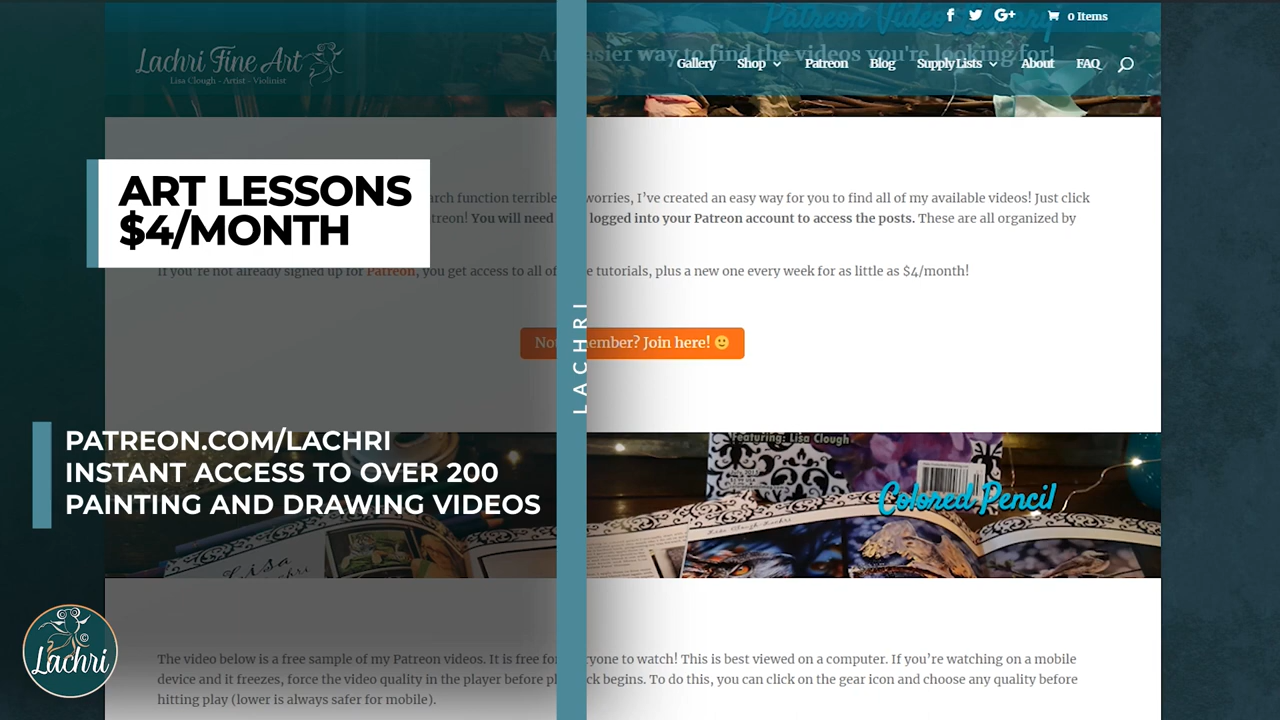 Patreon Video Library
0 Items
An easier way to find the videos you're looking for!
Lachri Fine Art
Lisa Clough - Artist - Violinist
Gallery Shop Patreon Blog Supply Lists About FAQ
ART LESSONS
$4/MONTH
function terrible worries, I've created an easy way for you to find all of my available videos! Just click
You will need logged into your Patreon account to access the posts. These are all organized by
If you're not already signed up for Patreon, you get access to all of tutorials, plus a new one every week for as little as $4/month!
Join here! 🙂
LACHRI
PATREON.COM/LACHRI
INSTANT ACCESS TO OVER 200
PAINTING AND DRAWING VIDEOS
Featuring: Lisa Clough
Colored Pencil
Lisa
Lachri
The video below is a free sample of my Patreon videos. It is free for to watch! This is best viewed on a computer. If you're watching on a mobile
device and it freezes, force the video quality in the player before begins. To do this, you can click on the gear icon and choose any quality before
hitting play (lower is always safer for mobile).